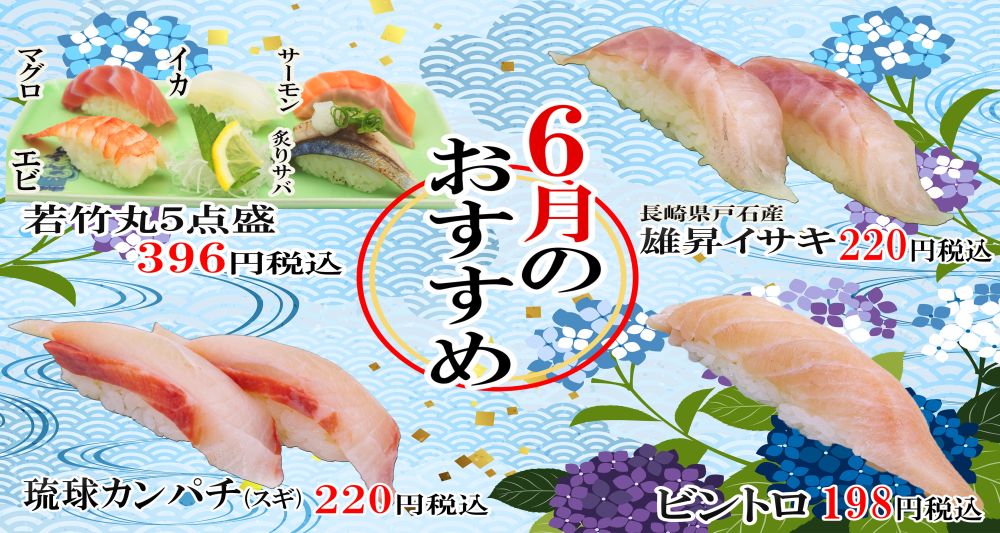 6月の
おすすめ
マグロ
イカ
サーモン
エビ
炙りサバ
若竹丸5点盛
396円税込
長崎県戸石産
雄昇イサキ220円税込
琉球カンパチ(スギ) 220円税込
ビントロ 198円税込